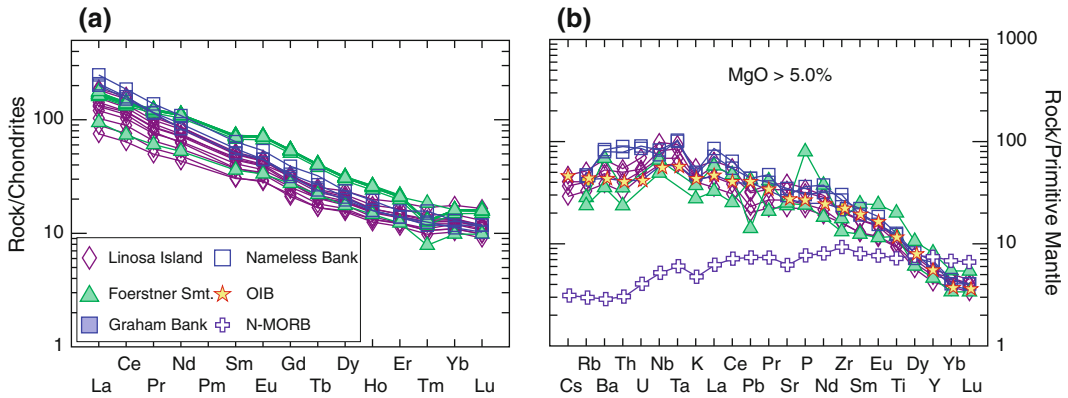 (a)
Rock/Chondrites
100
10
1
Linosa Island
Nameless Bank
Foerstner Smt.
OIB
Graham Bank
N-MORB
Ce Nd Sm Gd Dy Er Yb
La Pr Pm Eu Tb Ho Tm Lu
(b)
MgO > 5.0%
1000
100
10
1
Rock/Primitive Mantle
Rb Th Nb K Ce Pr P Zr Eu Dy Yb
Cs Ba U Ta La Pb Sr Nd Sm Ti Y Lu